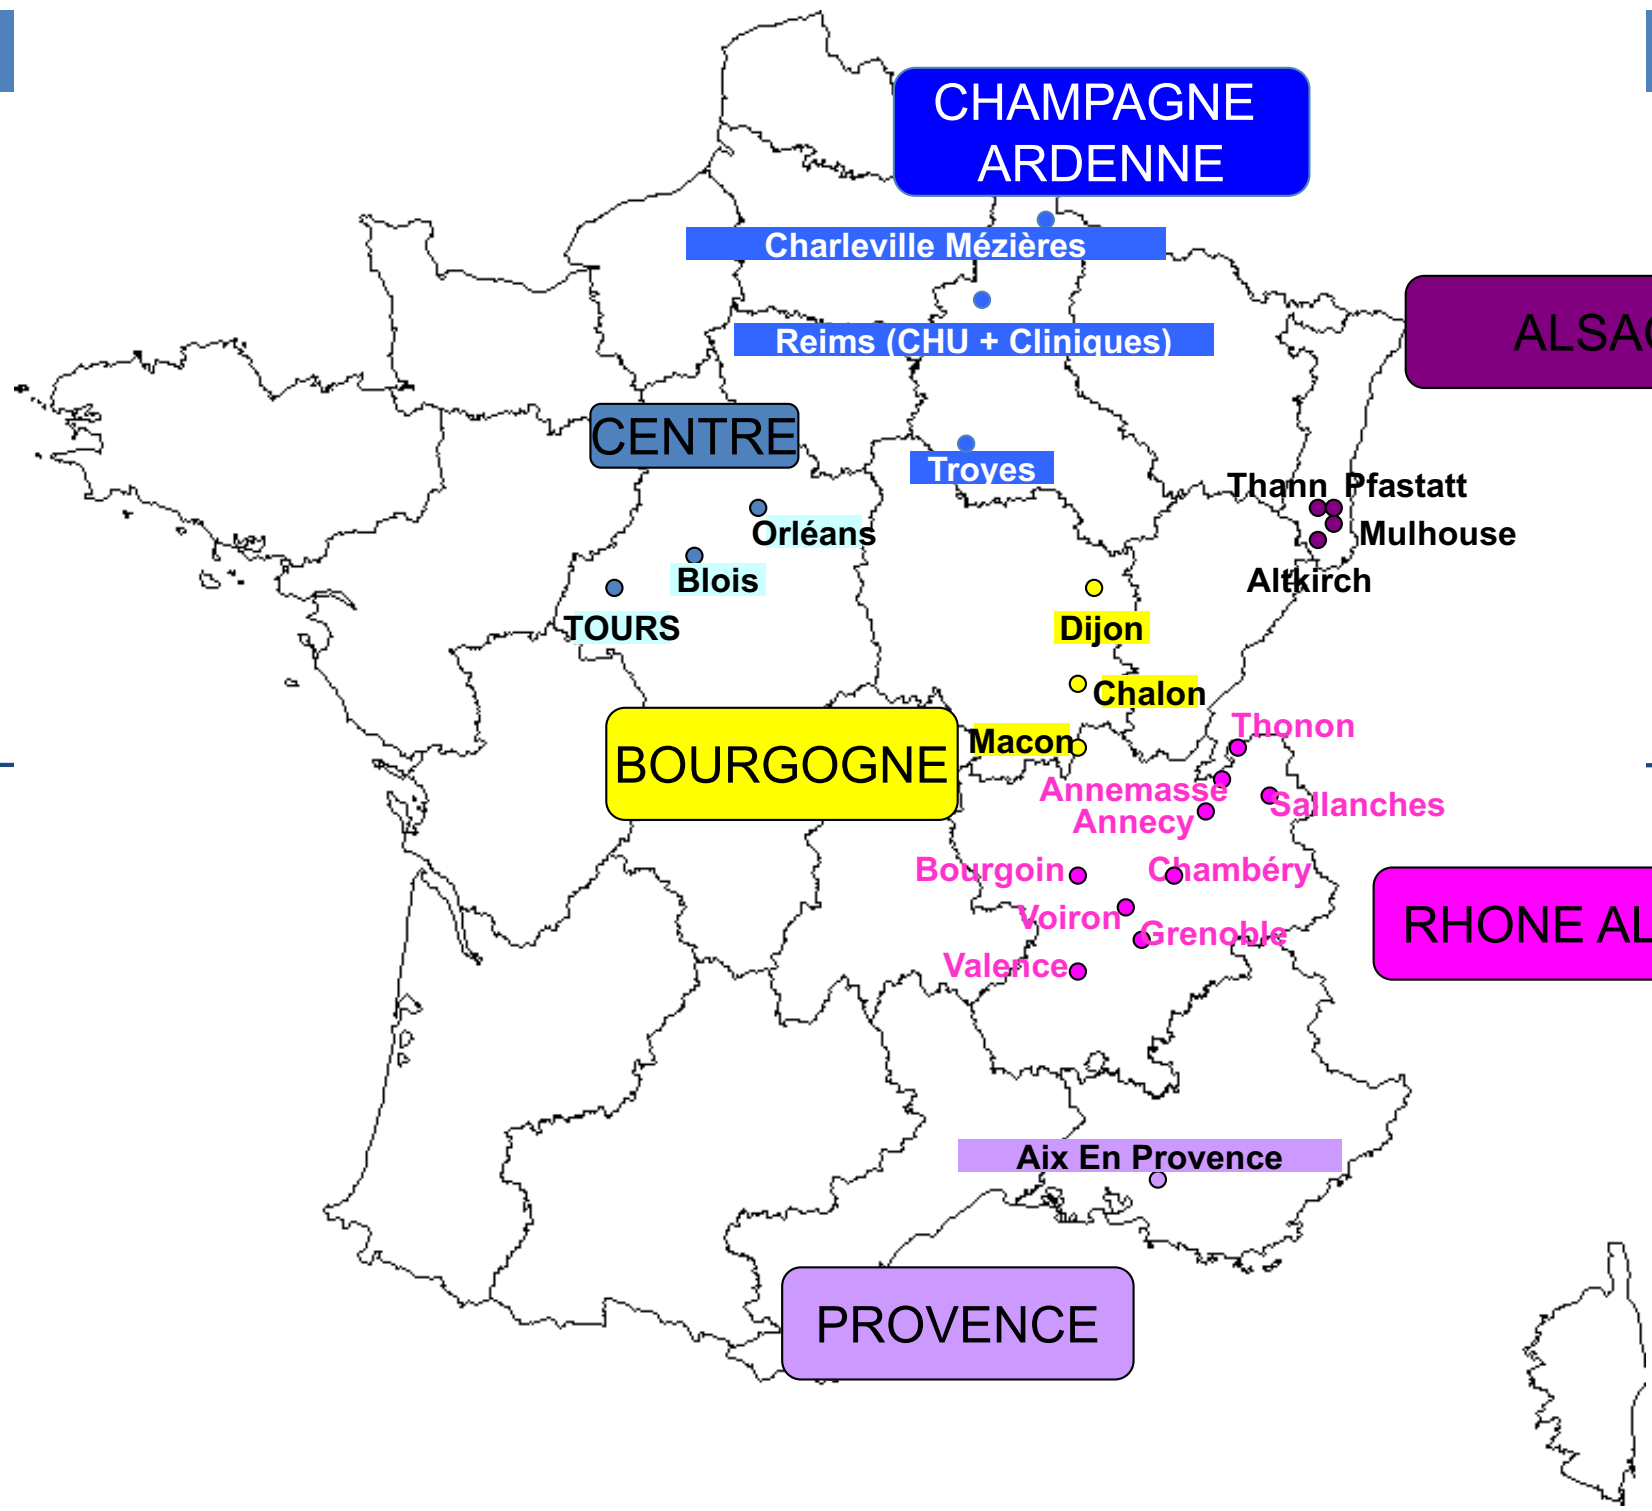 CHAMPAGNE
ARDENNE
Charleville Mézières
ALSA
Reims (CHU + Cliniques)
CENTRE
Troyes
Thann Pfastatt
Orléans
Mulhouse
Blois
Altkirch
TOURS
Dijon
Chalon
Thonon
Macon
BOURGOGNE
Annemasse
Sallanches
Annecy
Bourgoin
Chambéry
Voiron
RHONE AL
Grenoble
Valence
Aix En Provence
PROVENCE